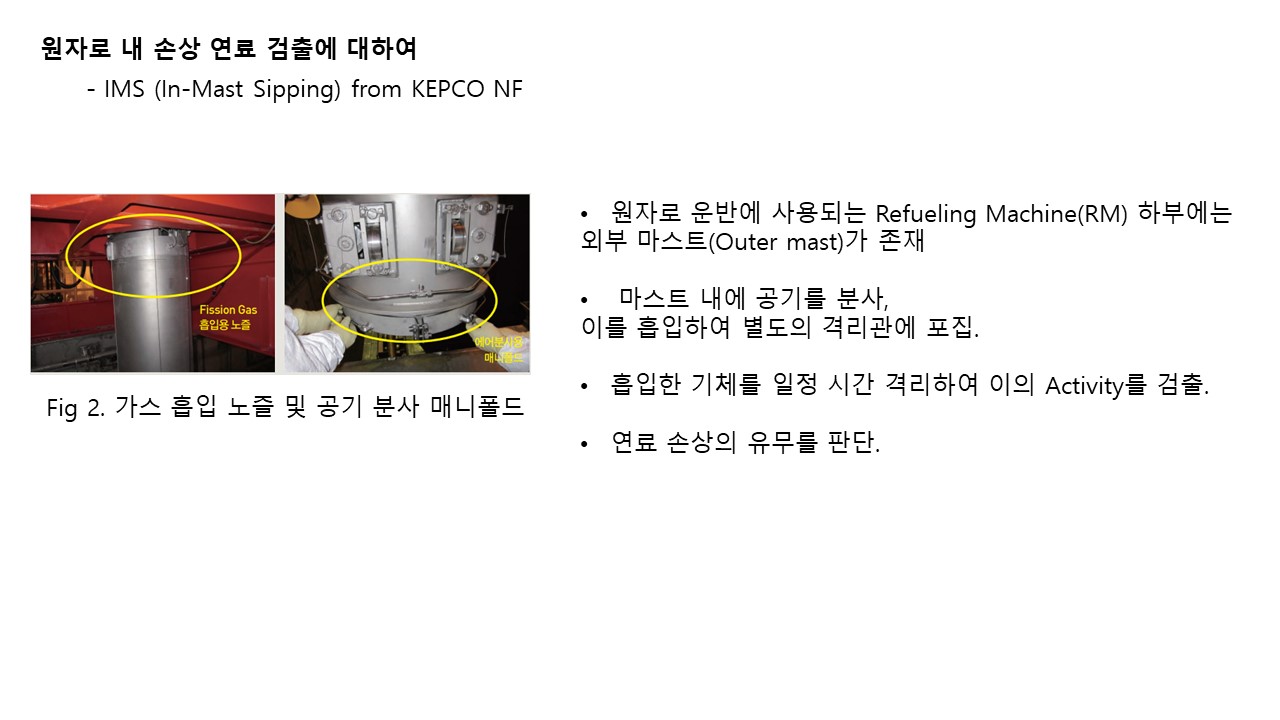 원자로 내 손상 연료 검출에 대하여
- IMS (In-Mast Sipping) from KEPCO NF
Fission Gas
흡입용 노즐
에어분사용
매니폴드
Fig 2. 가스 흡입 노즐 및 공기 분사 매니폴드
• 원자로 운반에 사용되는 Refueling Machine(RM) 하부에는
외부 마스트(Outer mast)가 존재
• 마스트 내에 공기를 분사,
이를 흡입하여 별도의 격리관에 포집.
• 흡입한 기체를 일정 시간 격리하여 이의 Activity를 검출.
• 연료 손상의 유무를 판단.